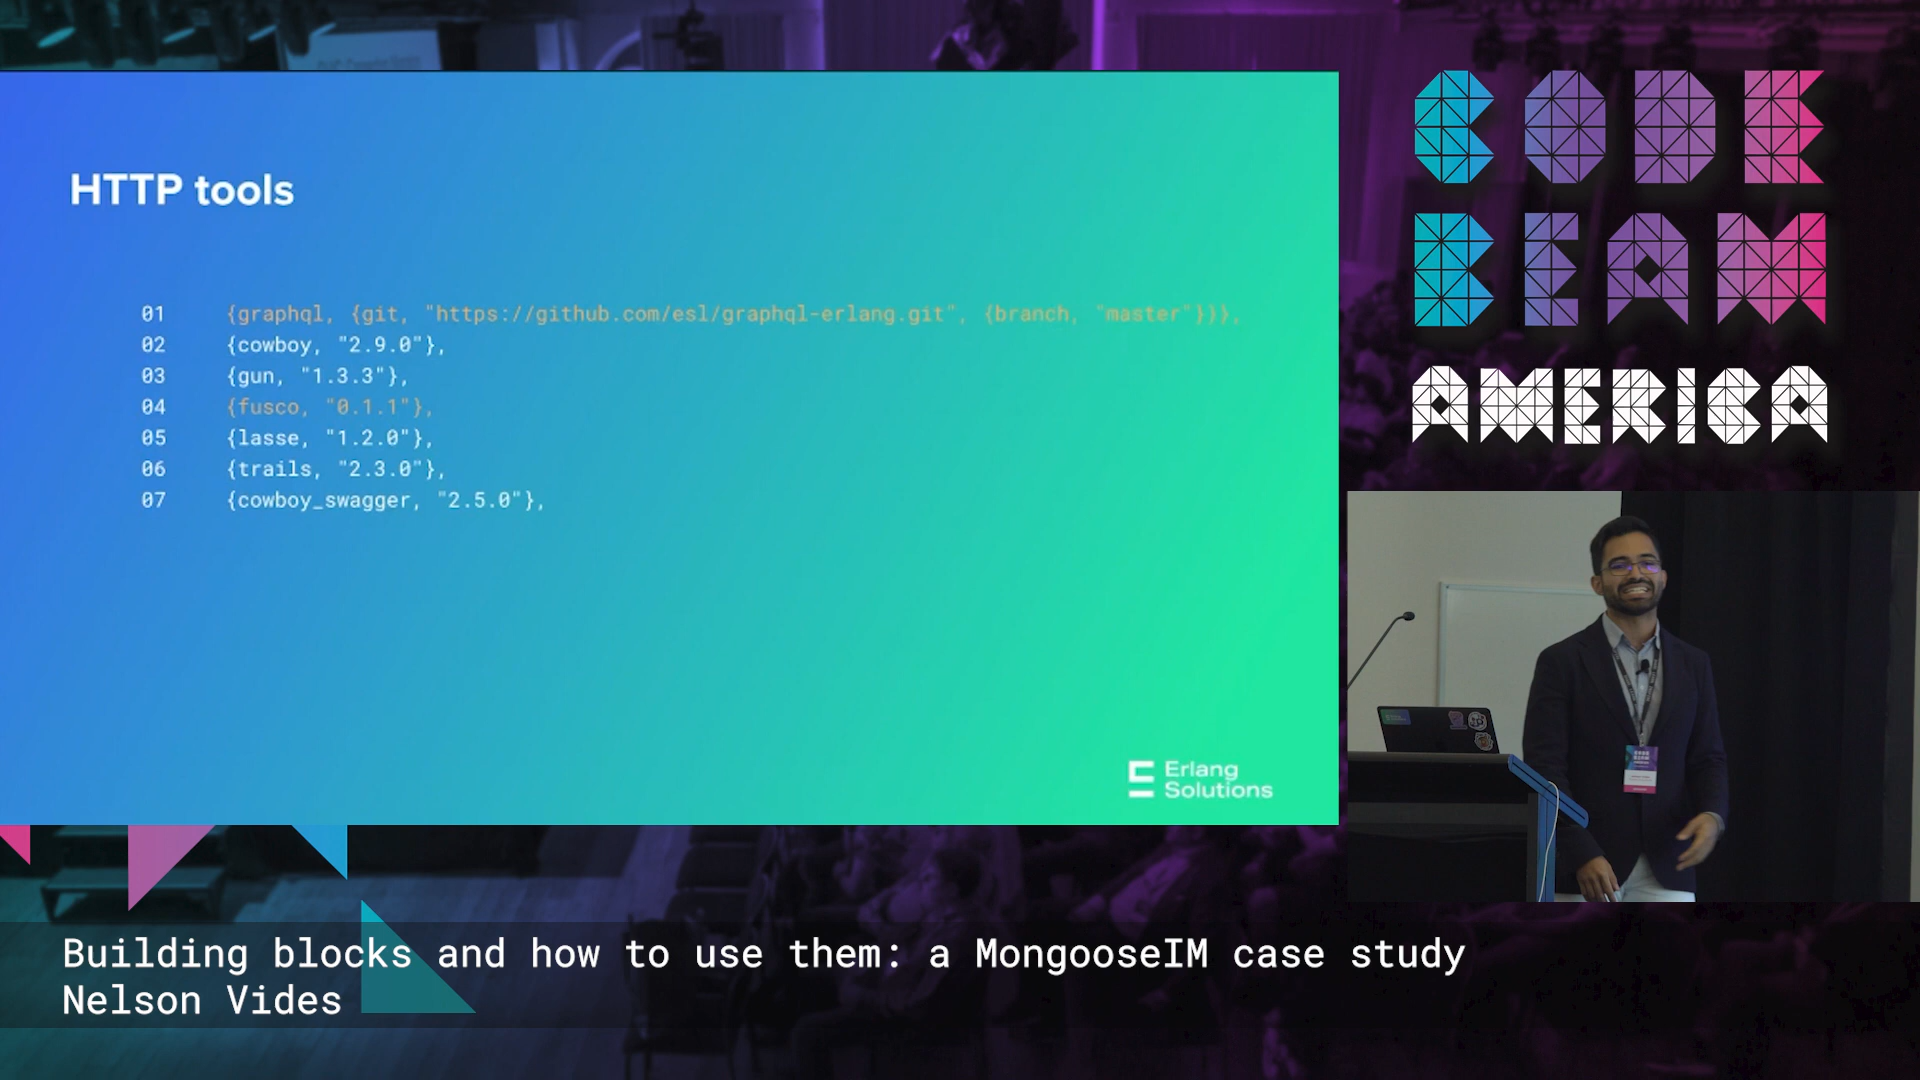 HTTP tools
01 {graphql, {git, "https://github.com/esl/graphql-erlang.git", {branch, "master"}}},
02 {cowboy, "2.9.0"},
03 {gun, "1.3.3"},
04 {fusco, "0.1.1"},
05 {lasse, "1.2.0"},
06 {trails, "2.3.0"},
07 {cowboy_swagger, "2.5.0"},
Erlang
Solutions
CODE
BEAM
AMERICA
Building blocks and how to use them: a MongooseIM case study
Nelson Vides